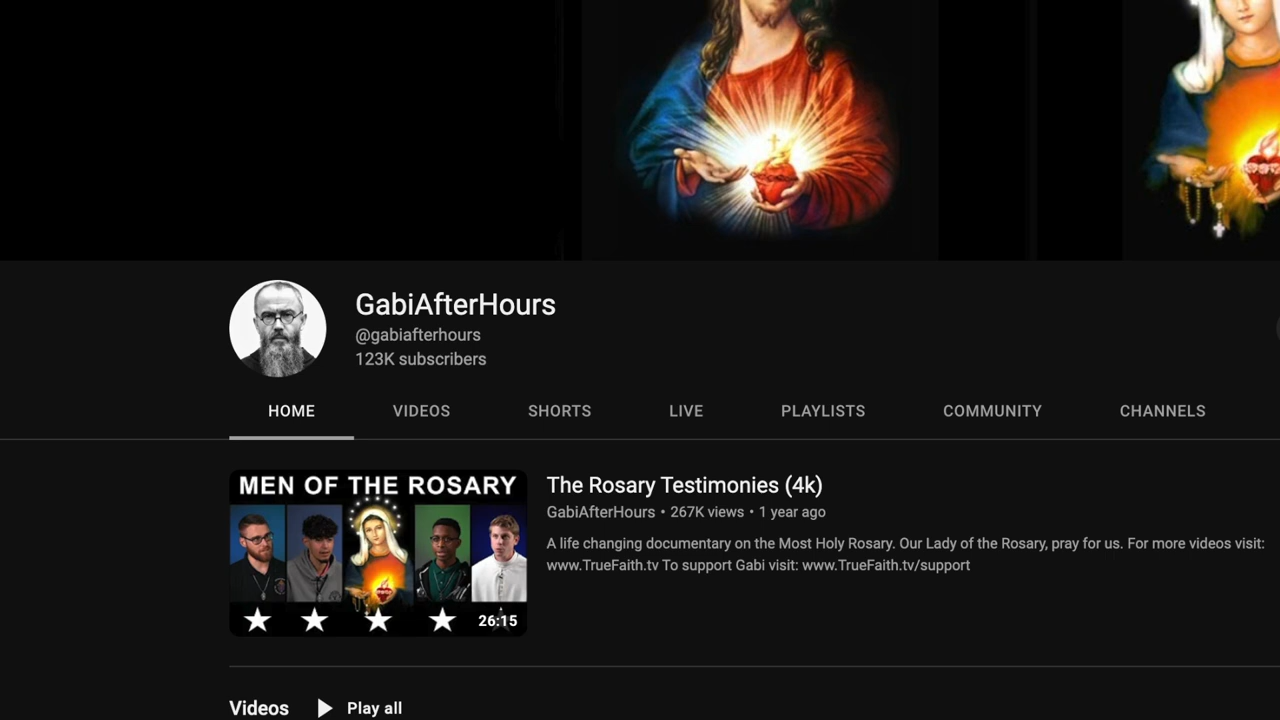 GabiAfterHours
@gabiafterhours
123K subscribers
HOME VIDEOS SHORTS LIVE PLAYLISTS COMMUNITY CHANNELS
MEN OF THE ROSARY
26:15
The Rosary Testimonies (4k)
GabiAfterHours • 267K views • 1 year ago
A life changing documentary on the Most Holy Rosary. Our Lady of the Rosary, pray for us. For more videos visit:
www.TrueFaith.tv To support Gabi visit: www.TrueFaith.tv/support
Videos Play all